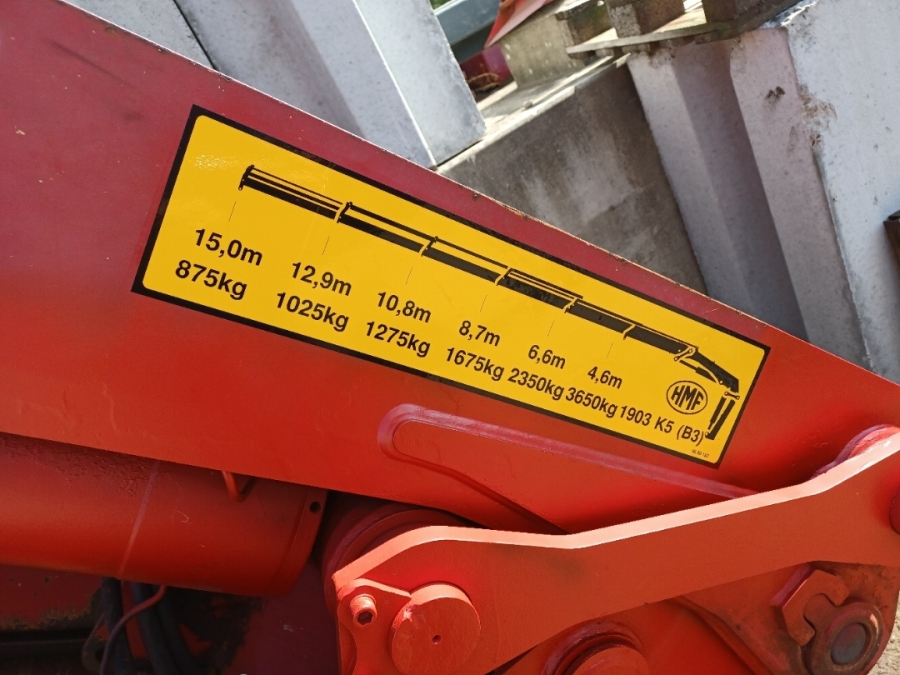 15,0m 12,9m 10,8m 8,7m 6,6m 4,6m
875kg 1025kg 1275kg 1675kg 2350kg 3650kg 1903 K5 (B3)
HMF